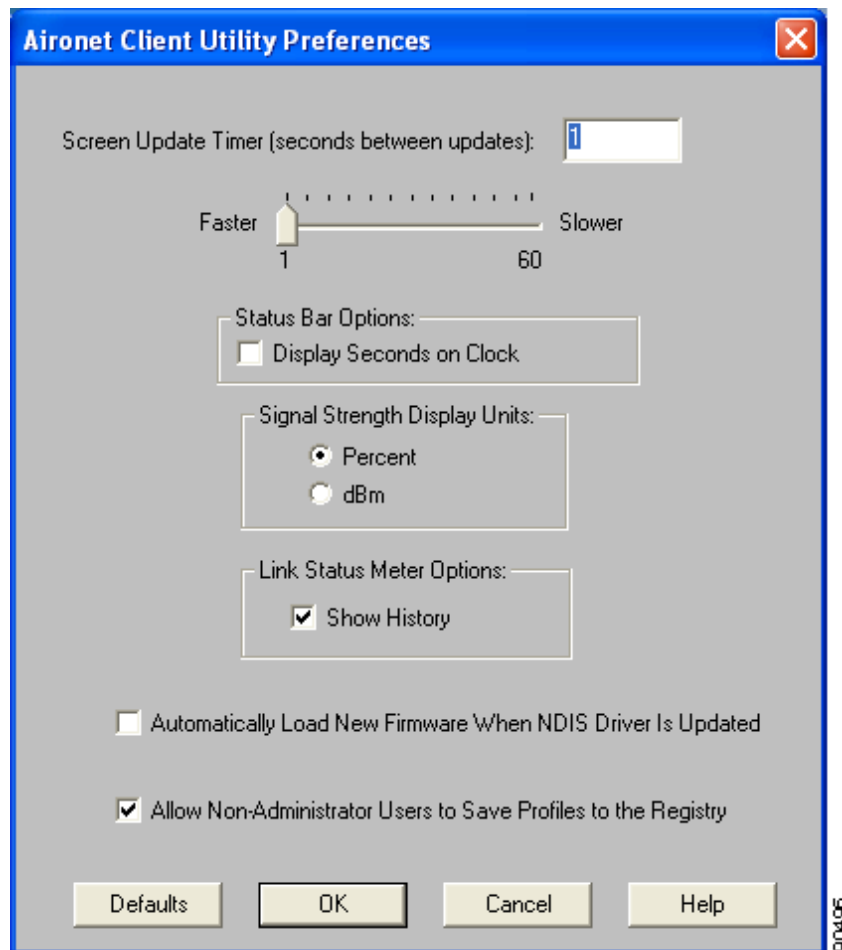 Aironet Client Utility Preferences
Screen Update Timer (seconds between updates): 1
Faster Slower
1 60
Status Bar Options:
Display Seconds on Clock
Signal Strength Display Units:
Percent
dBm
Link Status Meter Options:
Show History
Automatically Load New Firmware When NDIS Driver Is Updated
Allow Non-Administrator Users to Save Profiles to the Registry
Defaults OK Cancel Help